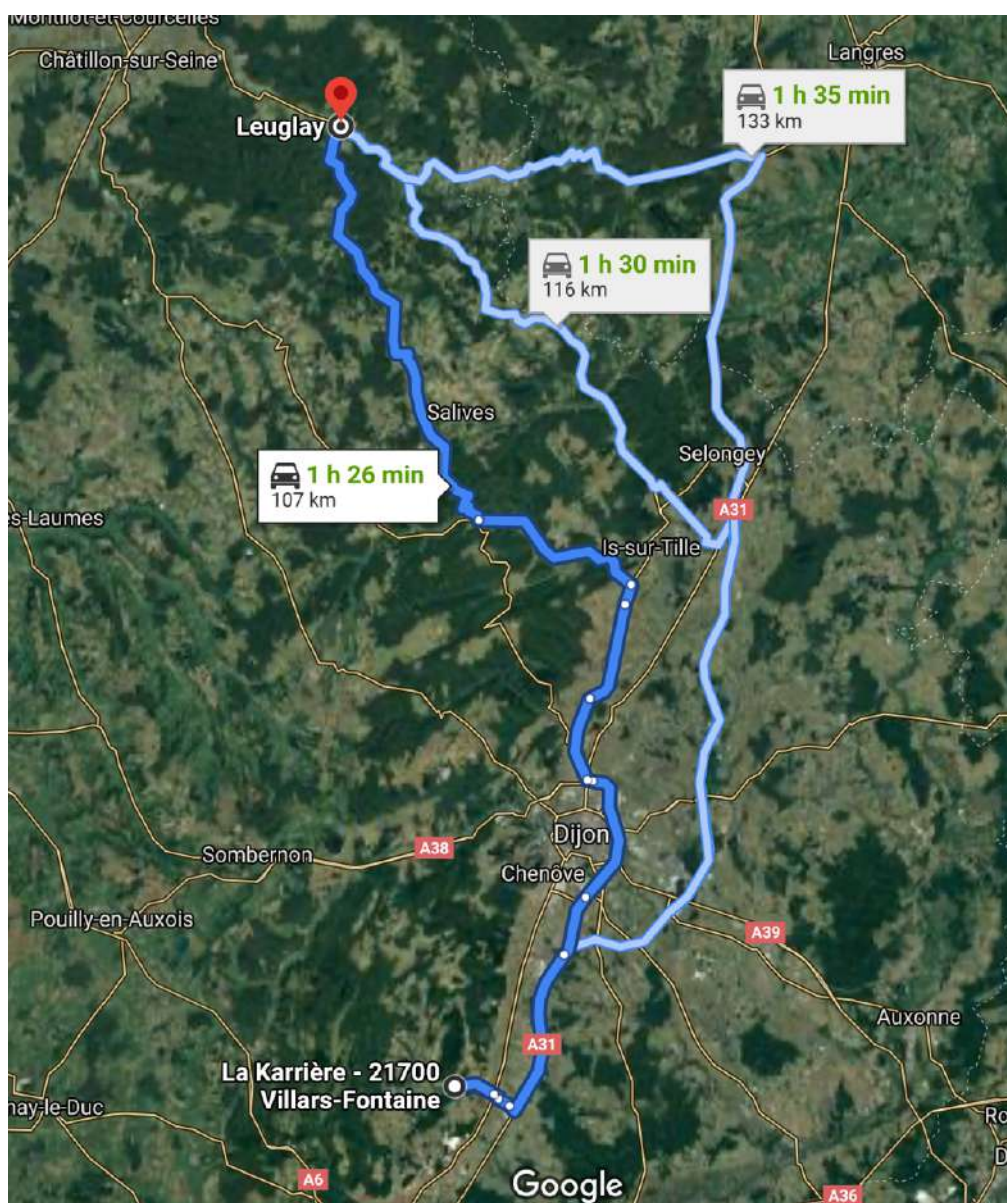 Montliot-et-Courcelles
Châtillon-sur-Seine
Langres
1 h 35 min
133 km
Leuglay
1 h 30 min
116 km
Salives
Selongey
1 h 26 min
107 km
A31
es-Laumes
Is-sur-Tille
Dijon
A38
Sombernon
Chenôve
Pouilly-en-Auxois
A39
Auxonne
A31
La Karrière - 21700
Villars-Fontaine
nay-le-Duc
Ro
D
A6
Google
A36